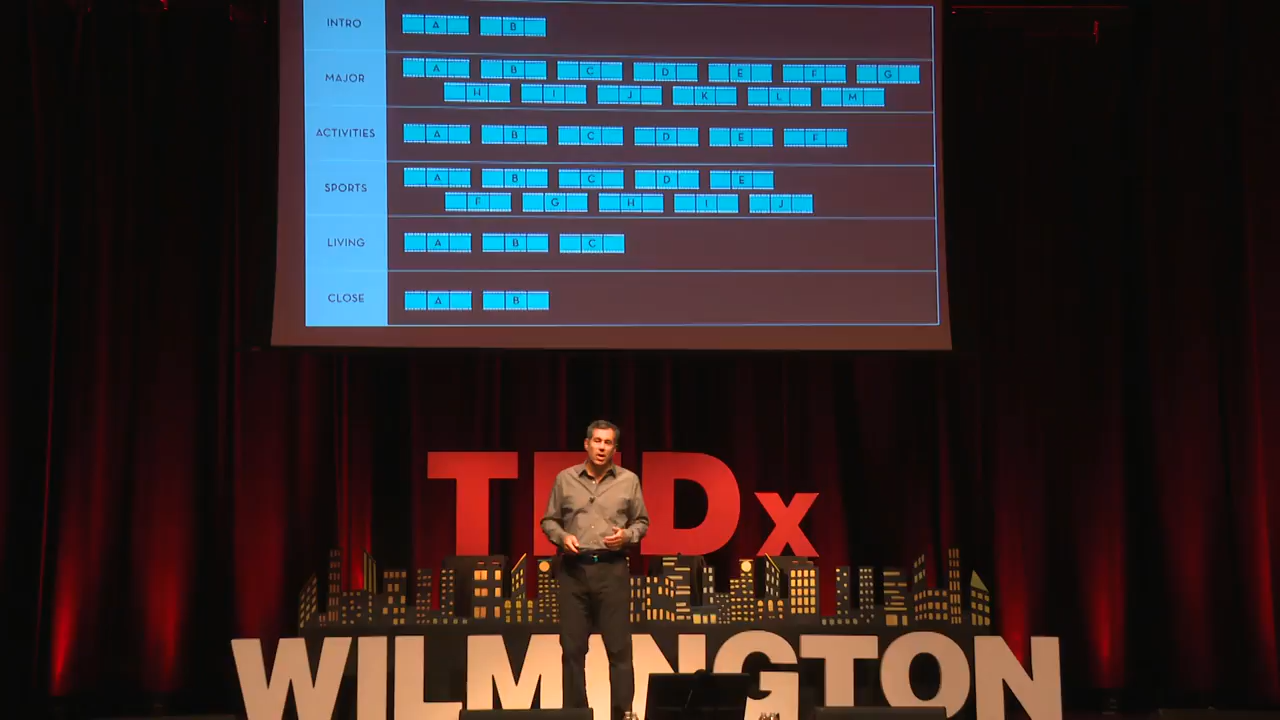 INTRO A B
MAJOR A B C D E F G
H I J K L M
ACTIVITIES A B C D E F
SPORTS A B C D E
F G H I J
LIVING A B C
CLOSE A B
TEDx
WILMINGTON